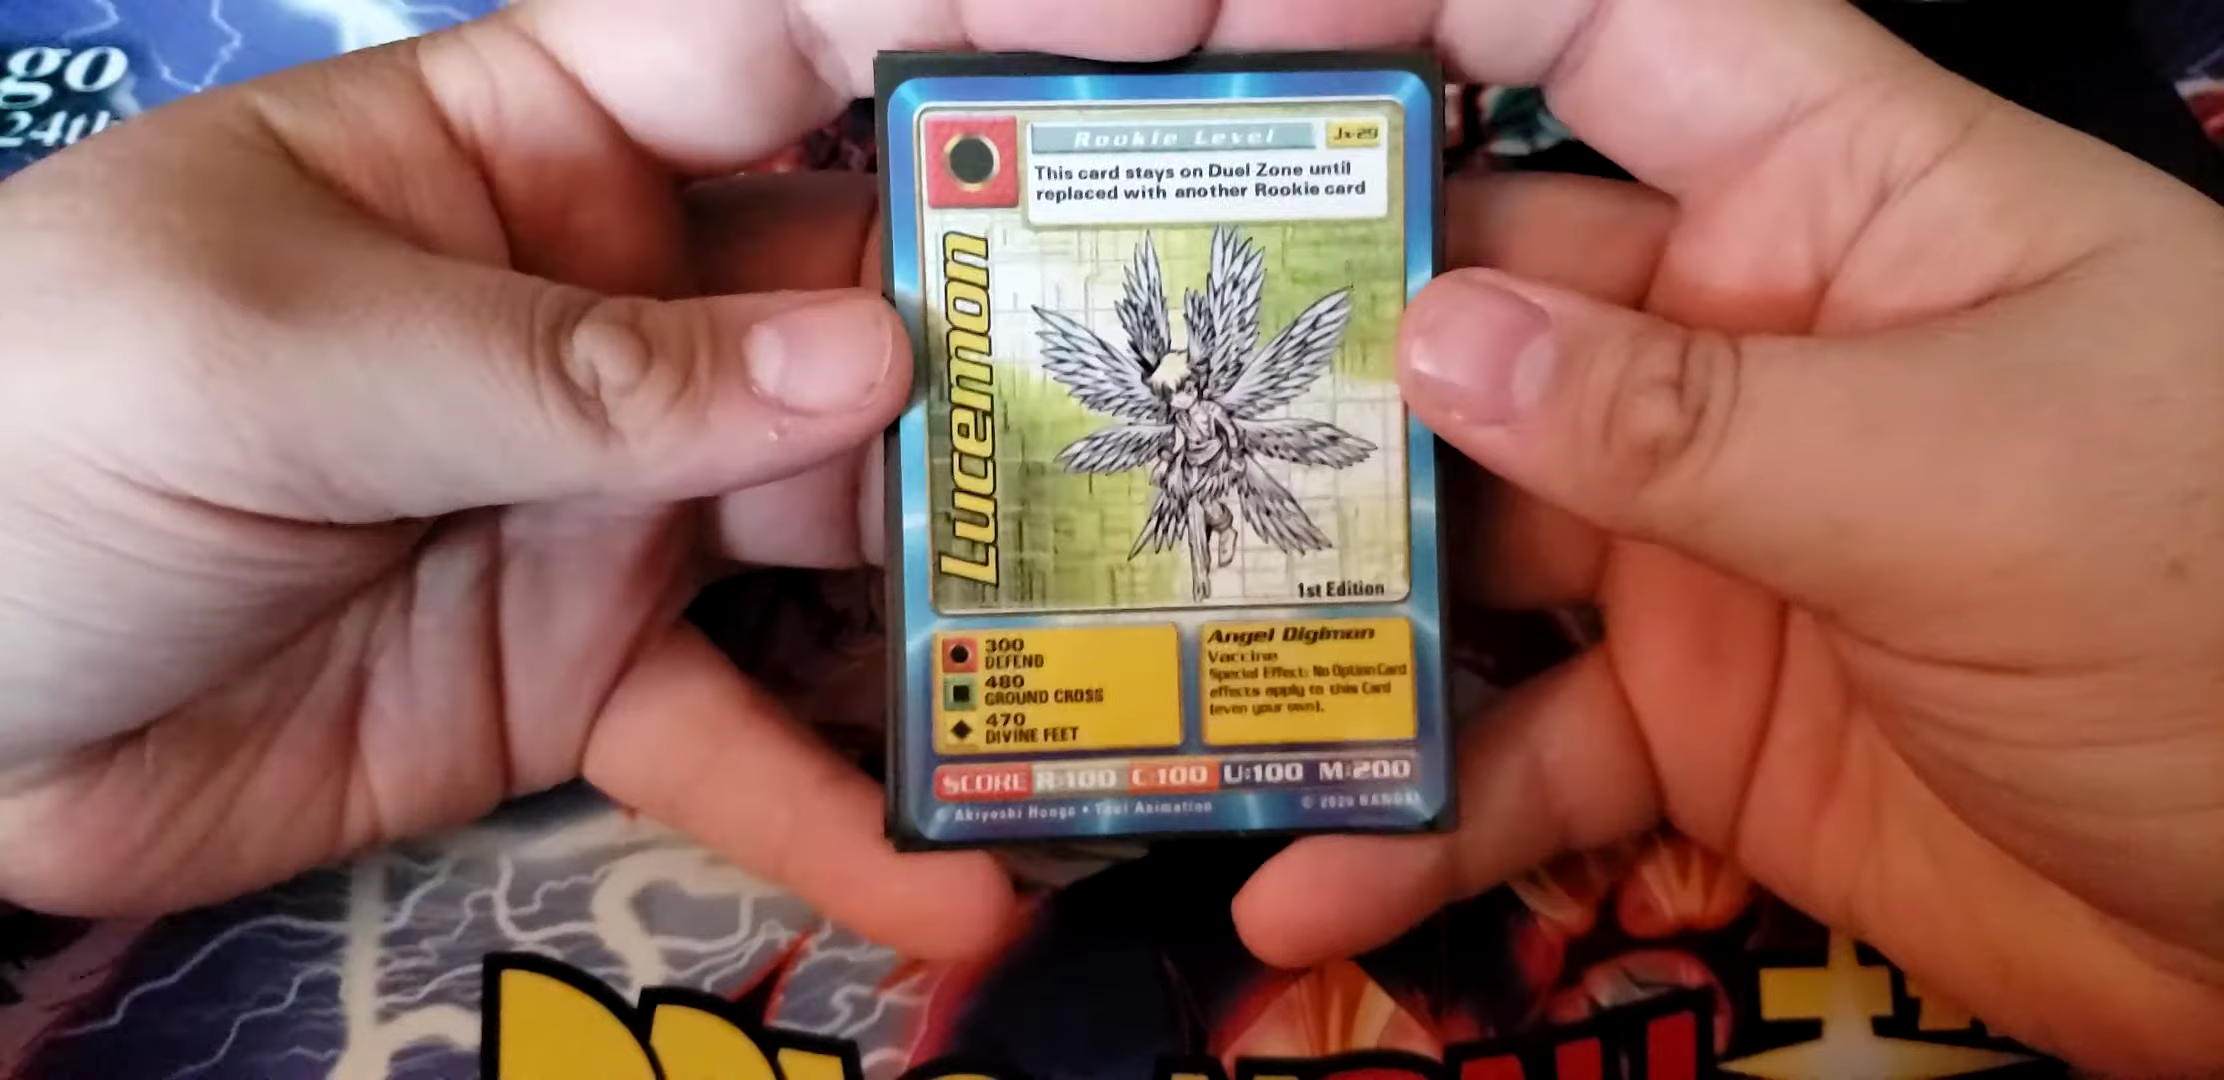 go
24th
Rookie Level
Jx-29
This card stays on Duel Zone until
replaced with another Rookie card
Lucemon
1st Edition
300
DEFEND
480
GROUND CROSS
470
DIVINE FEET
Angel Digimon
Vaccine
Special Effect: No Option Card
effects apply to this Card
(even your own).
SCORE R:100 C:100 U:100 M:200
© Akiyoshi Hongo • Toei Animation
© 2020 BANDAI